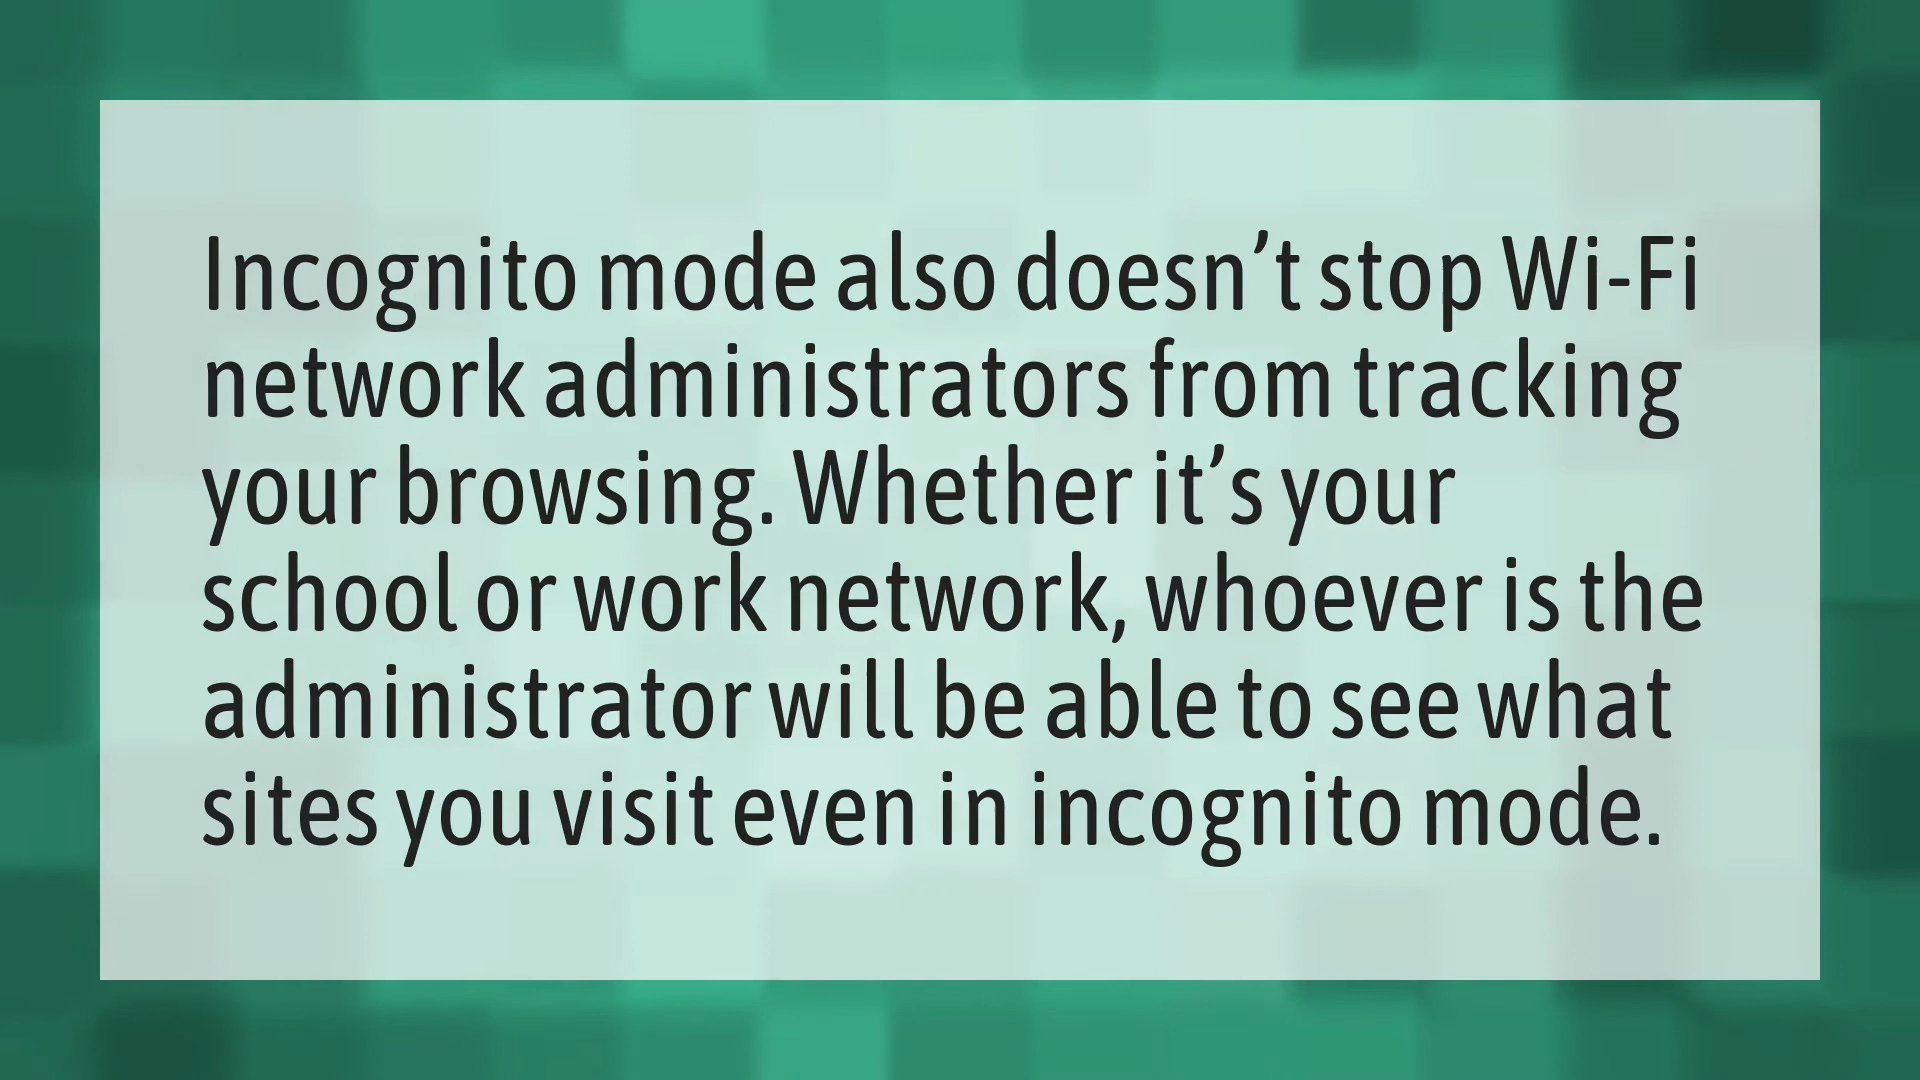 Incognito mode also doesn’t stop Wi-Fi
network administrators from tracking
your browsing. Whether it’s your
school or work network, whoever is the
administrator will be able to see what
sites you visit even in incognito mode.